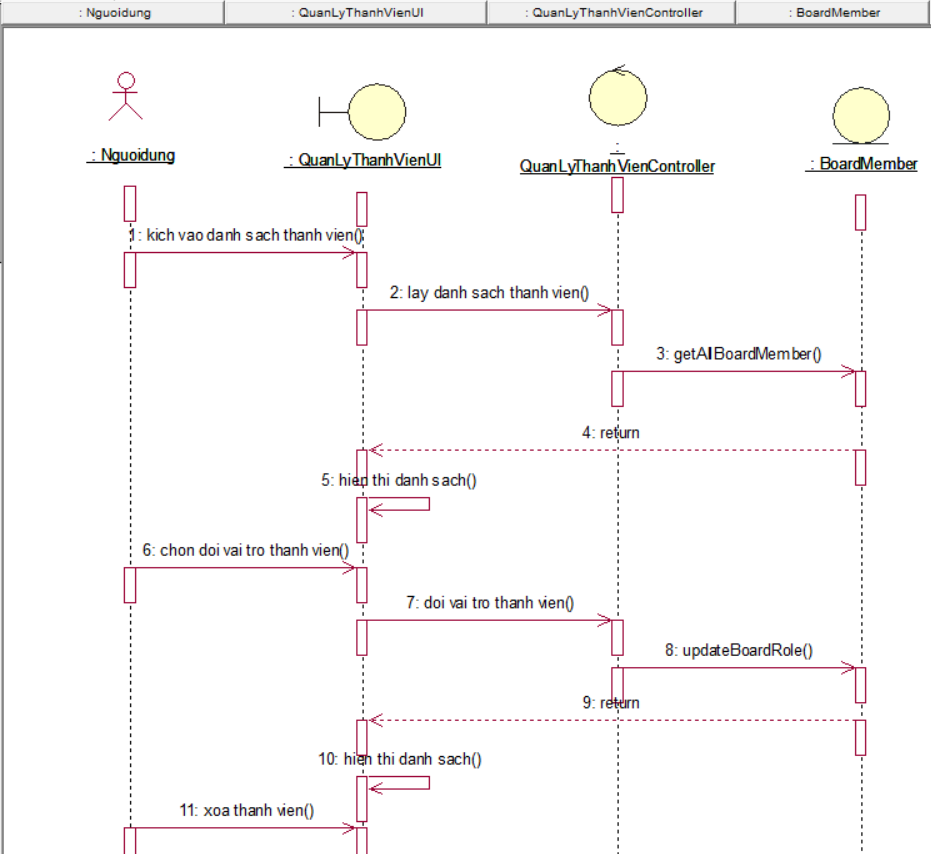 : Nguoidung
: QuanLyThanhVienUI
: QuanLyThanhVienController
: BoardMember
: Nguoidung
: QuanLyThanhVienUI
:
QuanLyThanhVienController
: BoardMember
1: kich vao danh sach thanh vien()
2: lay danh sach thanh vien()
3: getAllBoardMember()
4: return
5: hien thi danh sach()
6: chon doi vai tro thanh vien()
7: doi vai tro thanh vien()
8: updateBoardRole()
9: return
10: hien thi danh sach()
11: xoa thanh vien()